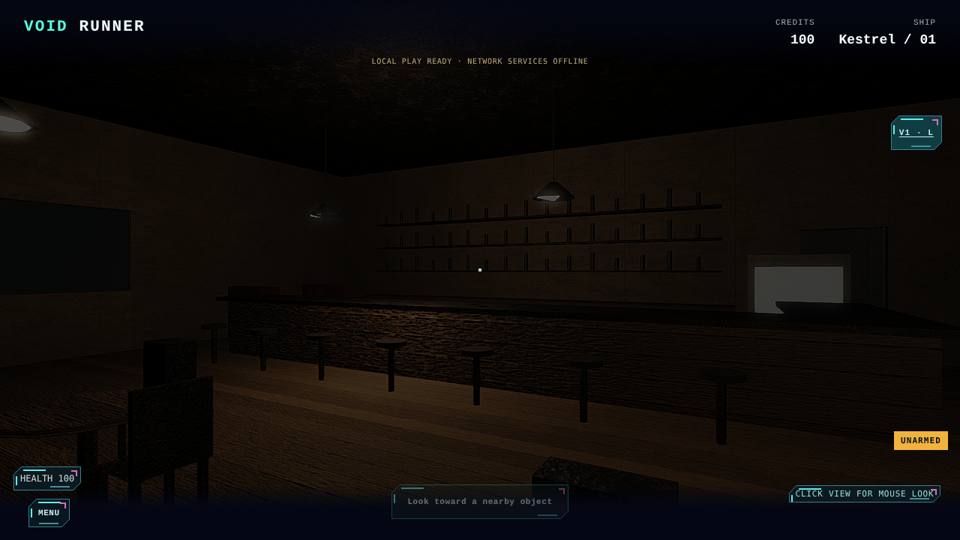 VOID RUNNER
CREDITS
100
SHIP
Kestrel / 01
LOCAL PLAY READY · NETWORK SERVICES OFFLINE
V1 · L
UNARMED
HEALTH 100
MENU
Look toward a nearby object
CLICK VIEW FOR MOUSE LOOK